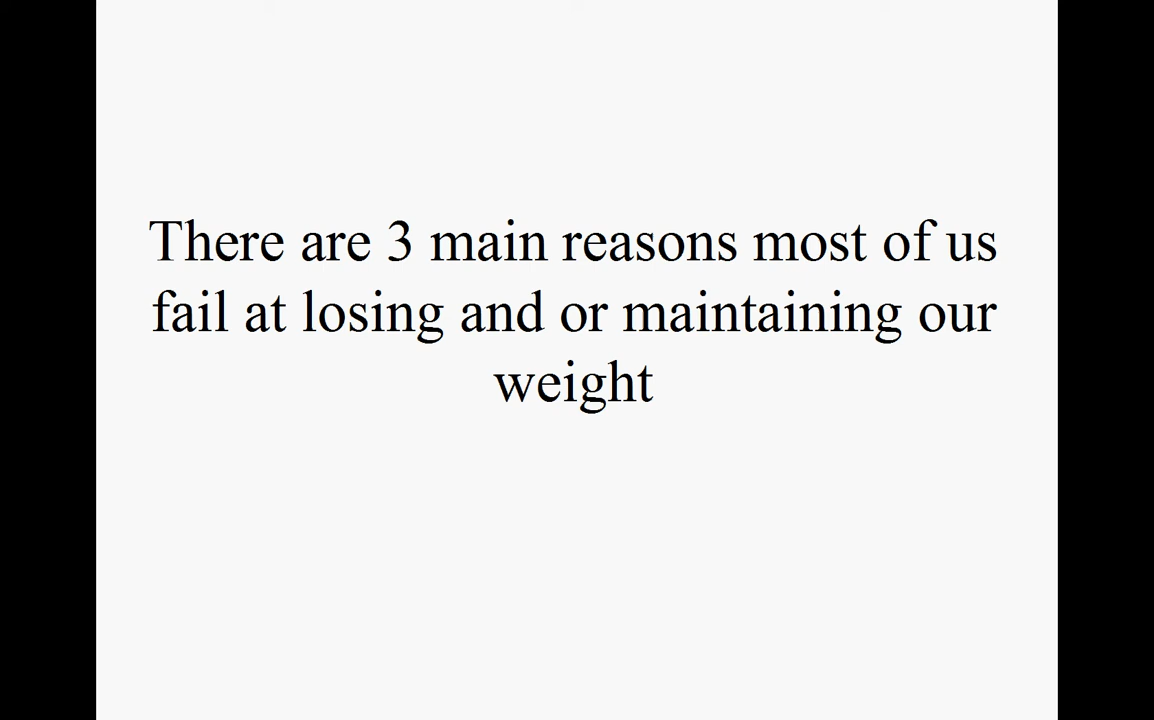 There are 3 main reasons most of us
fail at losing and or maintaining our
weight